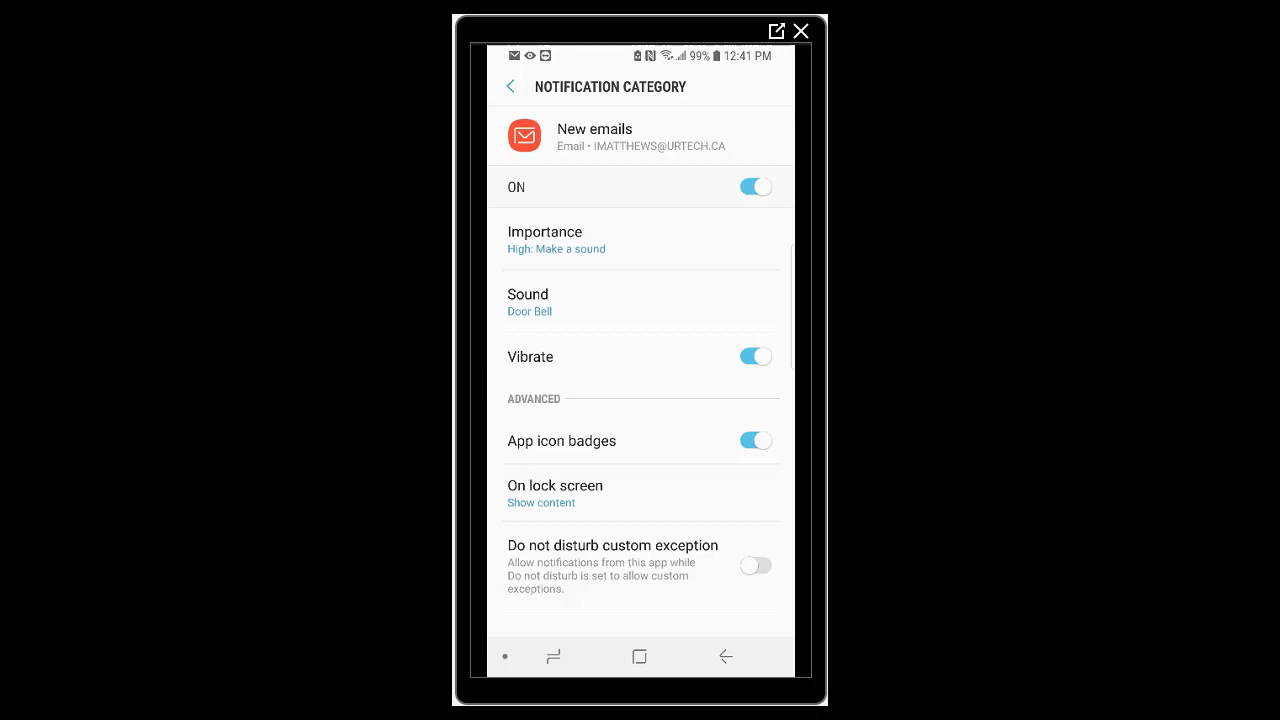 99% 12:41 PM
NOTIFICATION CATEGORY
New emails
Email • IMATTHEWS@URTECH.CA
ON
Importance
High: Make a sound
Sound
Door Bell
Vibrate
ADVANCED
App icon badges
On lock screen
Show content
Do not disturb custom exception
Allow notifications from this app while
Do not disturb is set to allow custom
exceptions.